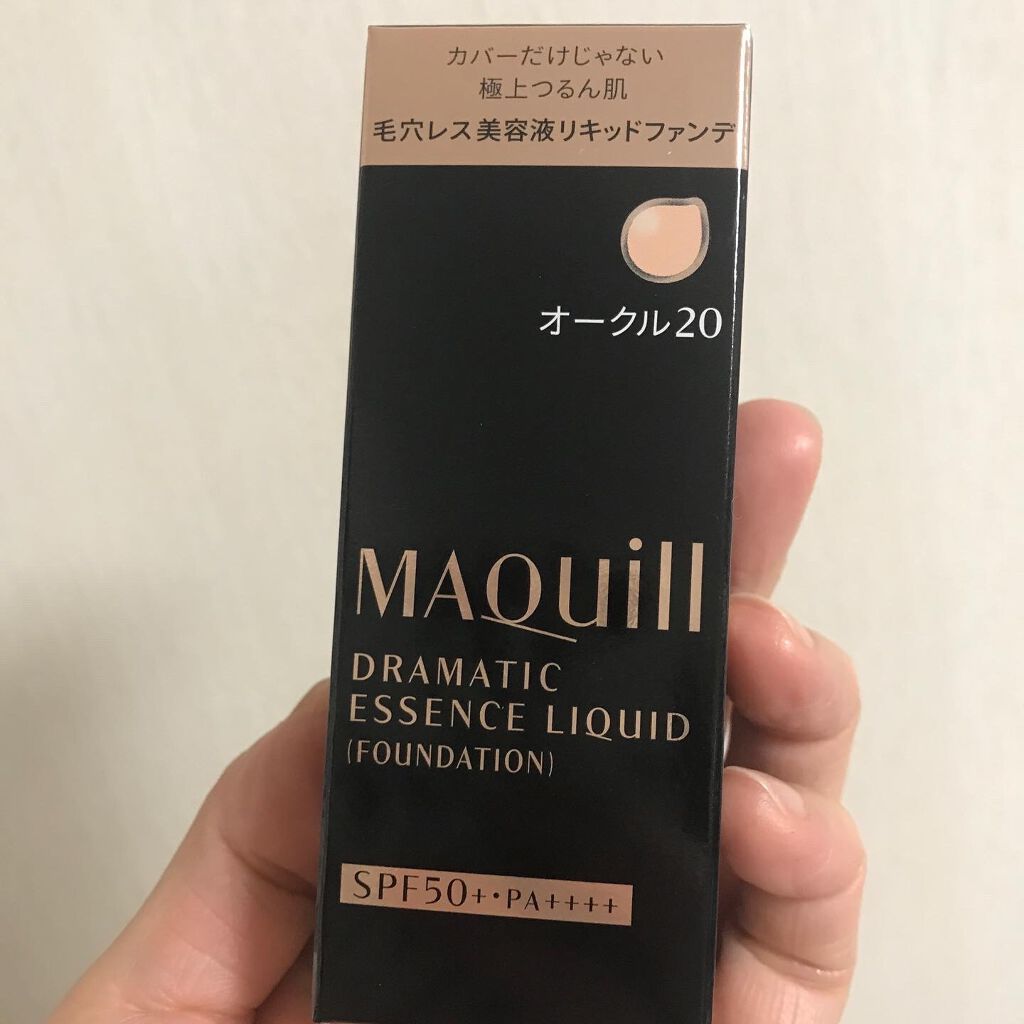 カバーだけじゃない
極上つるん肌
毛穴レス美容液リキッドファンデ
オークル20
MAQuill
DRAMATIC
ESSENCE LIQUID
(FOUNDATION)
SPF50+・PA++++